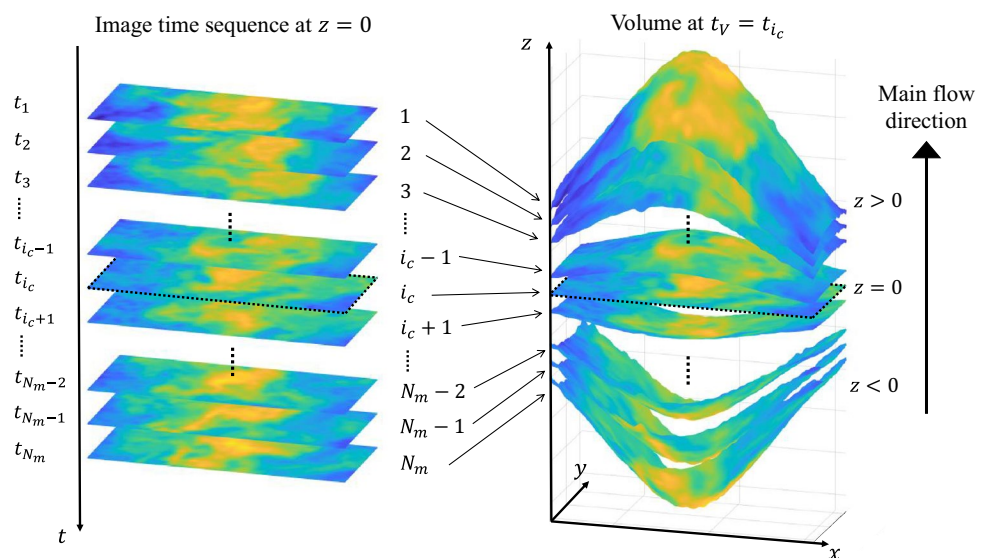 Image time sequence at z = 0
Volume at t_V = t_{i_c}
z
t_1
t_2
t_3
t_{i_c−1}
t_{i_c}
t_{i_c+1}
t_{N_m−2}
t_{N_m−1}
t_{N_m}
t
1
2
3
i_c − 1
i_c
i_c + 1
N_m − 2
N_m − 1
N_m
z > 0
z = 0
z < 0
y
x
Main flow
direction